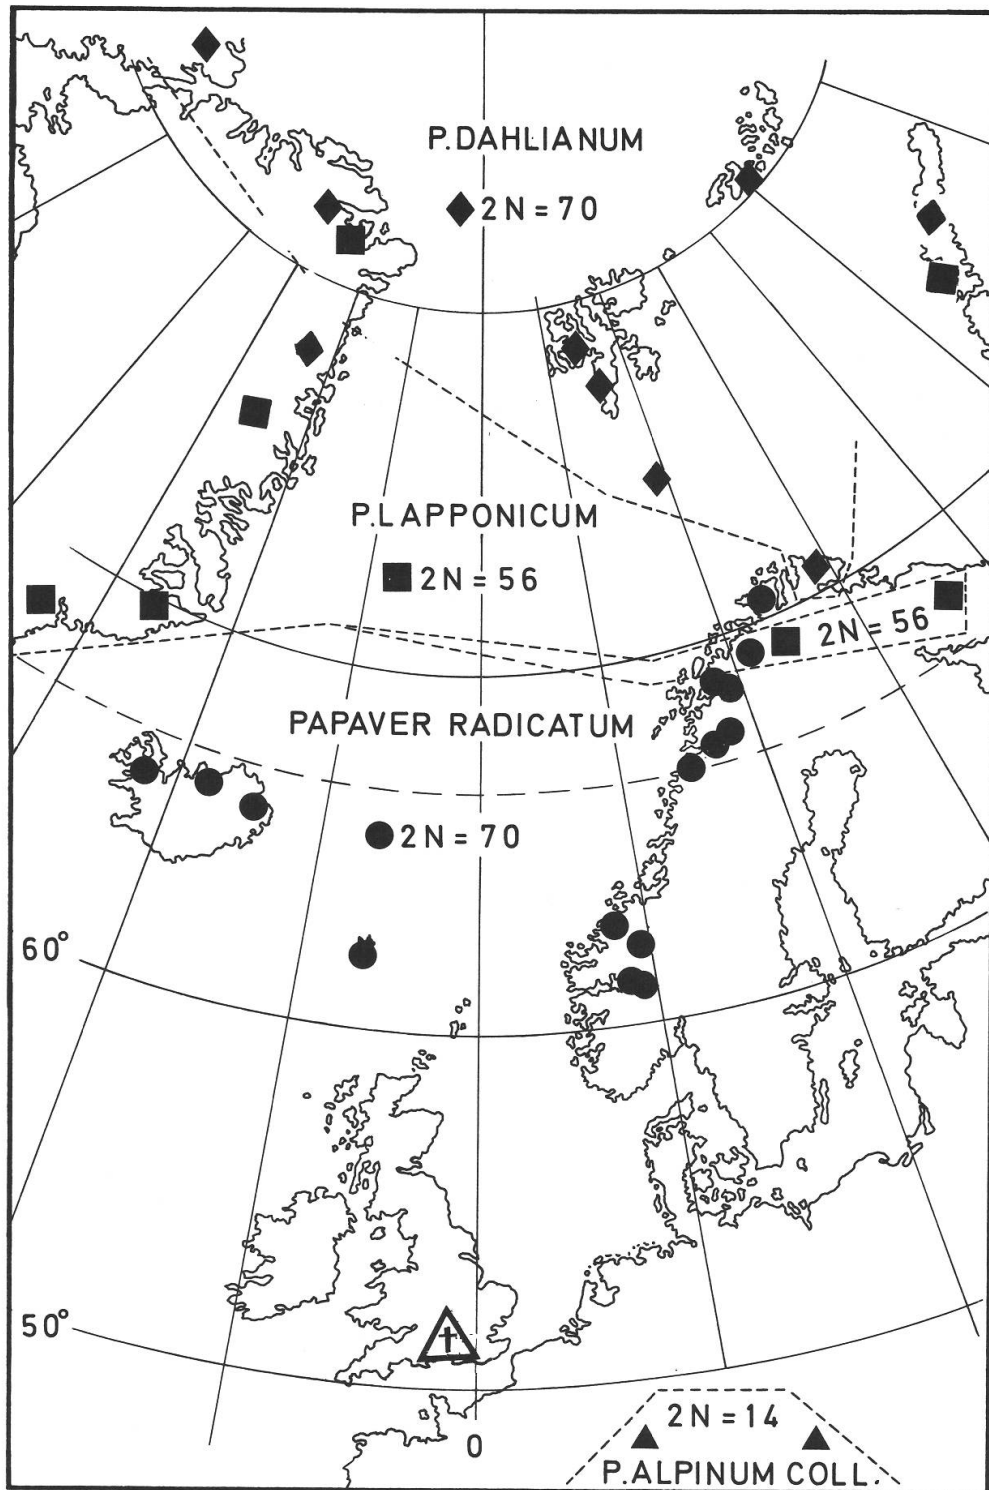 P.DAHLIANUM
2N=70
P.LAPPONICUM
2N=56
2N=56
PAPAVER RADICATUM
2N=70
60°
50°
0
2N=14
P.ALPINUM COLL.